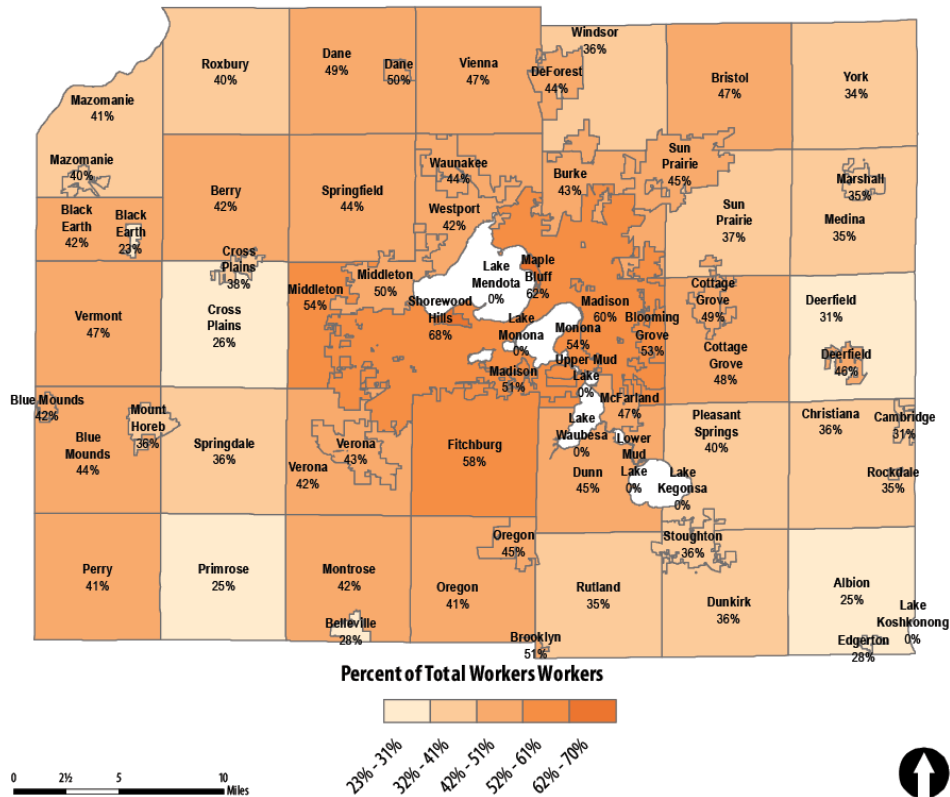 Windsor
36%
Roxbury
40%
Dane
49%
Dane
50%
Vienna
47%
DeForest
44%
Bristol
47%
York
34%
Mazomanie
41%
Mazomanie
40%
Berry
42%
Springfield
44%
Waunakee
44%
Westport
42%
Burke
43%
Sun
Prairie
45%
Sun
Prairie
37%
Marshall
35%
Medina
35%
Black
Earth
42%
Black
Earth
23%
Cross
Plains
38%
Cross
Plains
26%
Vermont
47%
Middleton
54%
Middleton
50%
Lake
Mendota
0%
Maple
Bluff
62%
Shorewood
Hills
68%
Lake
Monona
0%
Monona
54%
Madison
60%
Blooming
Grove
53%
Cottage
Grove
49%
Cottage
Grove
48%
Deerfield
31%
Deerfield
46%
Madison
51%
Upper Mud
Lake
0%
McFarland
47%
Blue Mounds
42%
Blue
Mounds
44%
Mount
Horeb
36%
Springdale
36%
Verona
43%
Verona
42%
Fitchburg
58%
Lake
Waubesa
0%
Lower
Mud
Lake
0%
Dunn
45%
Lake
Kegonsa
0%
Pleasant
Springs
40%
Christiana
36%
Cambridge
31%
Rockdale
35%
Perry
41%
Primrose
25%
Montrose
42%
Belleville
28%
Oregon
45%
Oregon
41%
Brooklyn
51%
Rutland
35%
Stoughton
36%
Dunkirk
36%
Albion
25%
Lake
Koshkonong
0%
Edgerton
28%
Percent of Total Workers Workers
23% - 31%
32% - 41%
42% - 51%
52% - 61%
62% - 70%
0 2½ 5 10
Miles